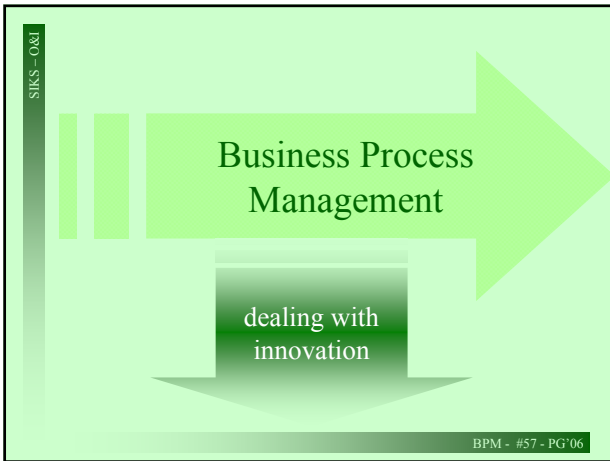 SIKS – O&I
Business Process
Management
dealing with
innovation
BPM - #57 - PG'06